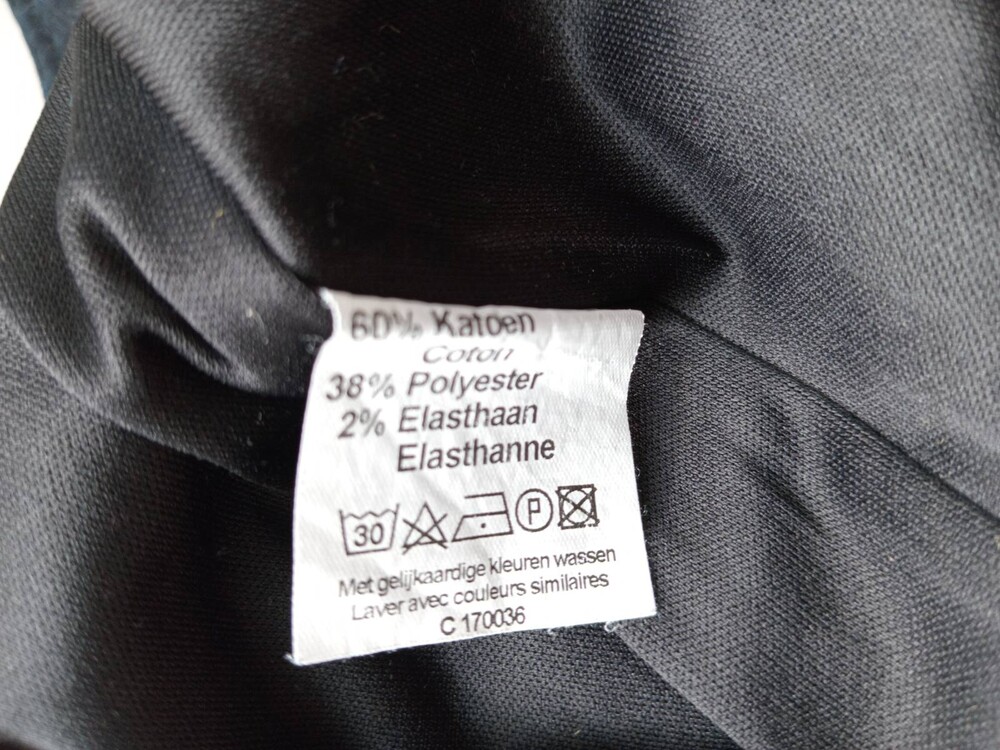 60% Katoen
Coton
38% Polyester
2% Elasthaan
Elasthanne
30 P
Met gelijkaardige kleuren wassen
Laver avec couleurs similaires
C 170036